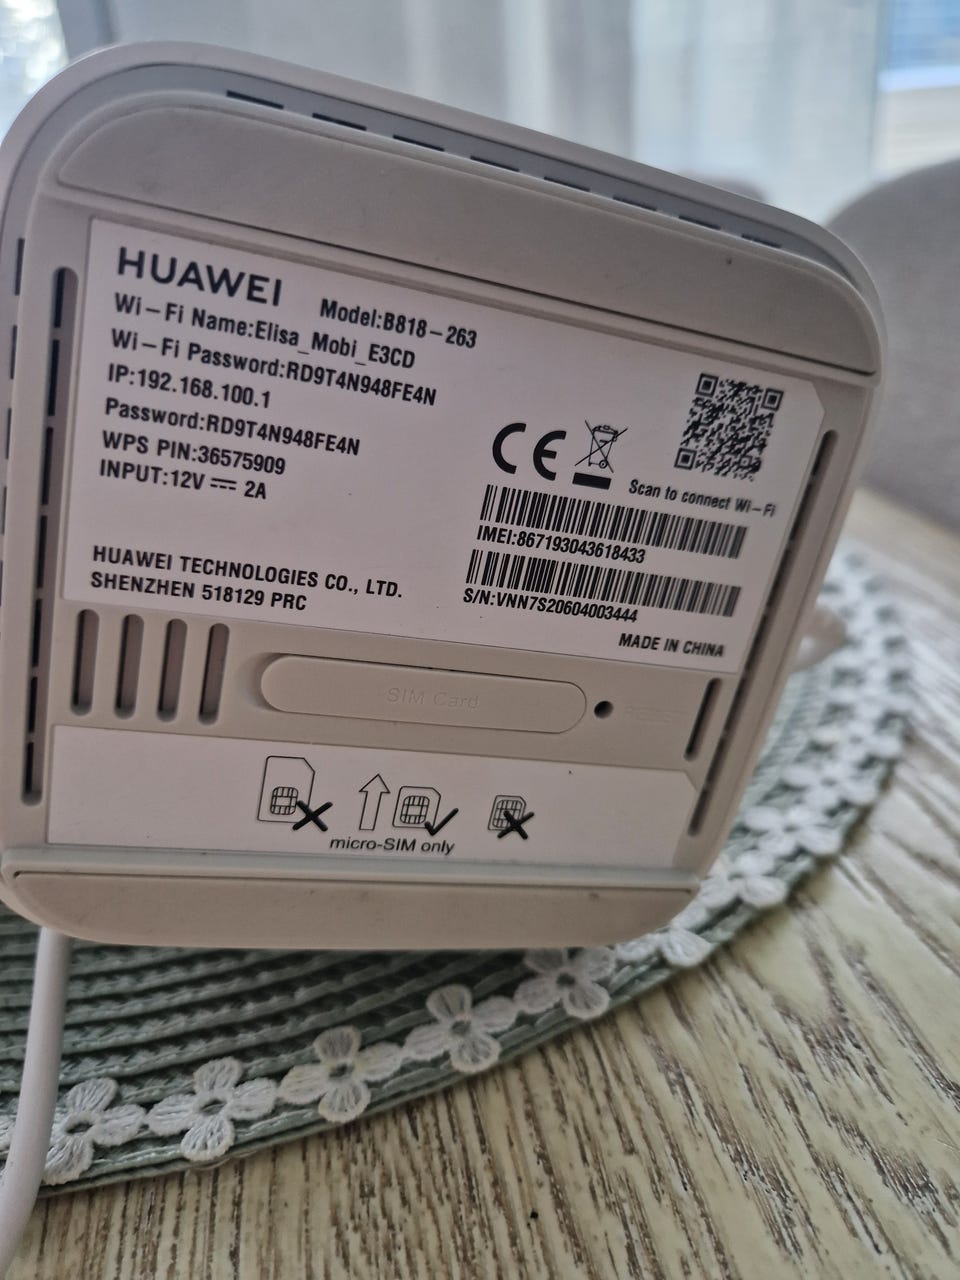 HUAWEI
Model:B818-263
Wi-Fi Name:Elisa_Mobi_E3CD
Wi-Fi Password:RD9T4N948FE4N
IP:192.168.100.1
Password:RD9T4N948FE4N
WPS PIN:36575909
INPUT:12V ⎓ 2A
HUAWEI TECHNOLOGIES CO., LTD.
SHENZHEN 518129 PRC
CE
Scan to connect Wi-Fi
IMEI:867193043618433
S/N:VNN7S20604003444
MADE IN CHINA
SIM Card
micro-SIM only